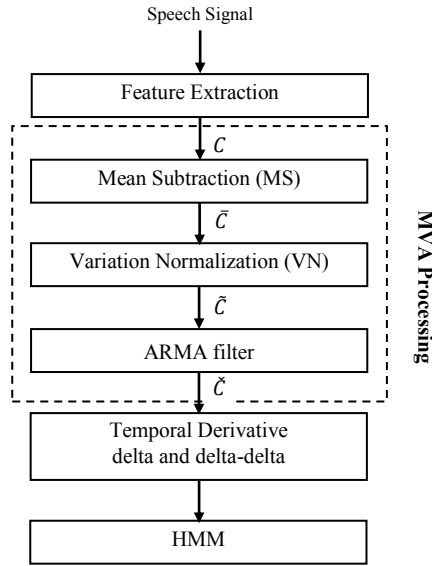 Speech Signal
Feature Extraction
C
Mean Subtraction (MS)
C̄
Variation Normalization (VN)
C̃
ARMA filter
Č
Temporal Derivative
delta and delta-delta
HMM
MVA Processing